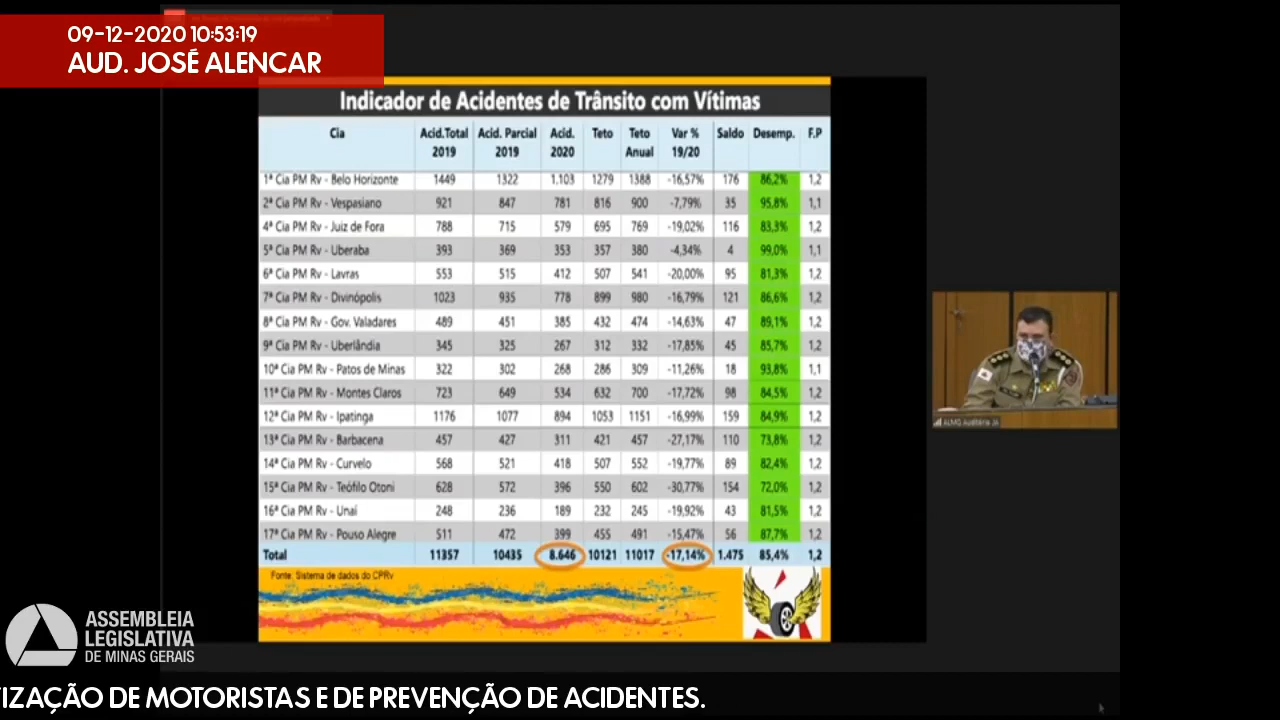 09-12-2020 10:53:19
AUD. JOSÉ ALENCAR
Indicador de Acidentes de Trânsito com Vítimas
Cia Acid.Total 2019 Acid. Parcial 2019 Acid. 2020 Teto Teto Anual Var % 19/20 Saldo Desemp. F.P
1ª Cia PM Rv - Belo Horizonte 1449 1322 1.103 1279 1388 -16,57% 176 86,2% 1,2
2ª Cia PM Rv - Vespasiano 921 847 781 816 900 -7,79% 35 95,8% 1,1
4ª Cia PM Rv - Juiz de Fora 788 715 579 695 769 -19,02% 116 83,3% 1,2
5ª Cia PM Rv - Uberaba 393 369 353 357 380 -4,34% 4 99,0% 1,1
6ª Cia PM Rv - Lavras 553 515 412 507 541 -20,00% 95 81,3% 1,2
7ª Cia PM Rv - Divinópolis 1023 935 778 899 980 -16,79% 121 86,6% 1,2
8ª Cia PM Rv - Gov. Valadares 489 451 385 432 474 -14,63% 47 89,1% 1,2
9ª Cia PM Rv - Uberlândia 345 325 267 312 332 -17,85% 45 85,7% 1,2
10ª Cia PM Rv - Patos de Minas 322 302 268 286 309 -11,26% 18 93,8% 1,1
11ª Cia PM Rv - Montes Claros 723 649 534 632 700 -17,72% 98 84,5% 1,2
12ª Cia PM Rv - Ipatinga 1176 1077 894 1053 1151 -16,99% 159 84,9% 1,2
13ª Cia PM Rv - Barbacena 457 427 311 421 457 -27,17% 110 73,8% 1,2
14ª Cia PM Rv - Curvelo 568 521 418 507 552 -19,77% 89 82,4% 1,2
15ª Cia PM Rv - Teófilo Otoni 628 572 396 550 602 -30,77% 154 72,0% 1,2
16ª Cia PM Rv - Unaí 248 236 189 232 245 -19,92% 43 81,5% 1,2
17ª Cia PM Rv - Pouso Alegre 511 472 399 455 491 -15,47% 56 87,7% 1,2
Total 11357 10435 8.646 10121 11017 -17,14% 1.475 85,4% 1,2
Fonte: Sistema de dados do CPRv
ALMG Auditório JA
ASSEMBLEIA
LEGISLATIVA
DE MINAS GERAIS
IZAÇÃO DE MOTORISTAS E DE PREVENÇÃO DE ACIDENTES.